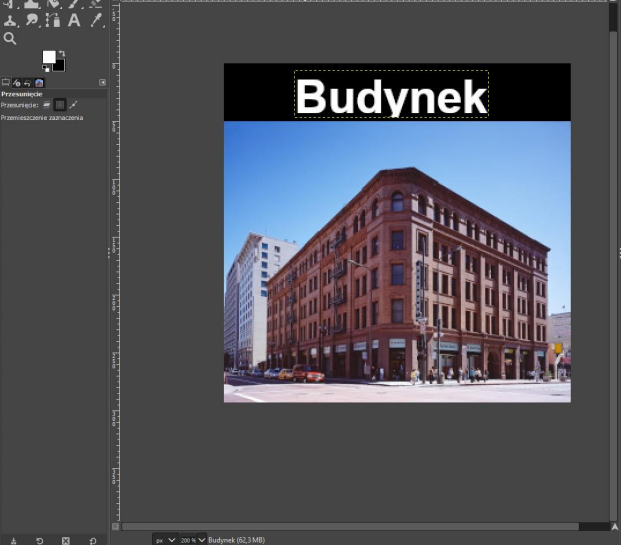 A
Przesunięcie
Przesunięcie:
Przemieszczenie zaznaczenia
Budynek
px
200 %
Budynek (62,3 MB)